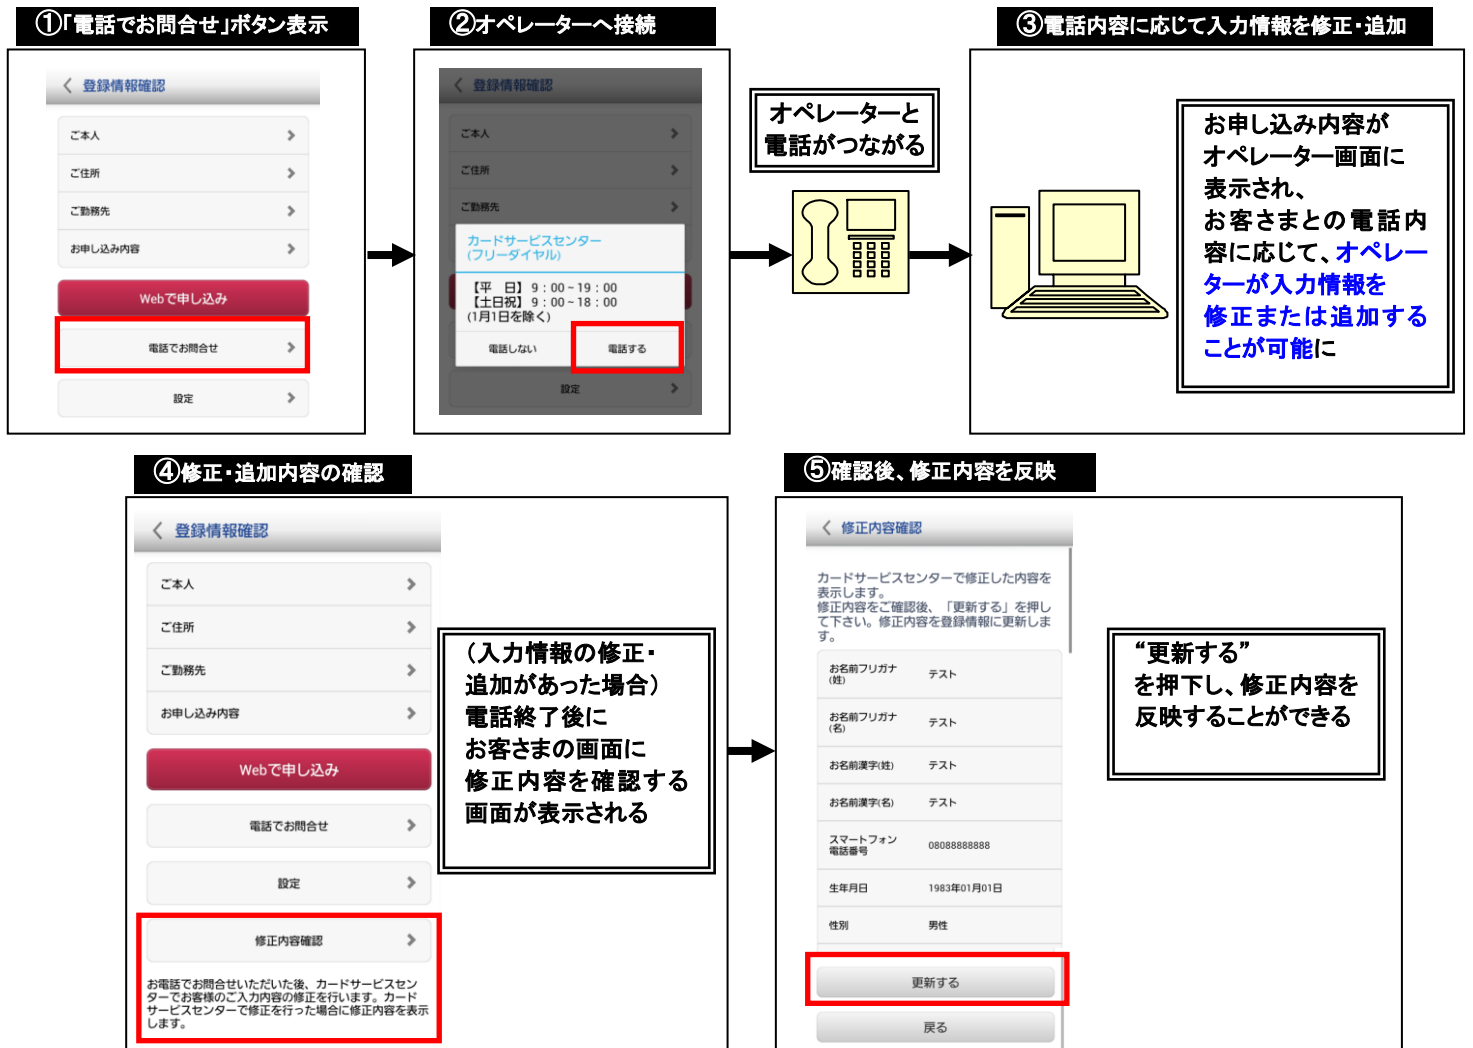 ①「電話でお問合せ」ボタン表示
登録情報確認
ご本人
ご住所
ご勤務先
お申し込み内容
Webで申し込み
電話でお問合せ
設定
②オペレーターへ接続
登録情報確認
ご本人
ご住所
ご勤務先
カードサービスセンター
(フリーダイヤル)
【平　日】9：00~19：00
【土日祝】9：00~18：00
(1月1日を除く)
電話しない
電話する
設定
オペレーターと
電話がつながる
③電話内容に応じて入力情報を修正・追加
お申し込み内容が
オペレーター画面に
表示され、
お客さまとの電話内
容に応じて、オペレー
ターが入力情報を
修正または追加する
ことが可能に
④修正・追加内容の確認
登録情報確認
ご本人
ご住所
ご勤務先
お申し込み内容
Webで申し込み
電話でお問合せ
設定
修正内容確認
お電話でお問合せいただいた後、カードサービスセン
ターでお客様のご入力内容の修正を行います。カード
サービスセンターで修正を行った場合に修正内容を表示
します。
（入力情報の修正・
追加があった場合）
電話終了後に
お客さまの画面に
修正内容を確認する
画面が表示される
⑤確認後、修正内容を反映
修正内容確認
カードサービスセンターで修正した内容を
表示します。
修正内容をご確認後、「更新する」を押し
て下さい。修正内容を登録情報に更新しま
す。
お名前フリガナ
(姓)
テスト
お名前フリガナ
(名)
テスト
お名前漢字(姓)
テスト
お名前漢字(名)
テスト
スマートフォン
電話番号
08088888888
生年月日
1983年01月01日
性別
男性
更新する
戻る
“更新する”
を押下し、修正内容を
反映することができる